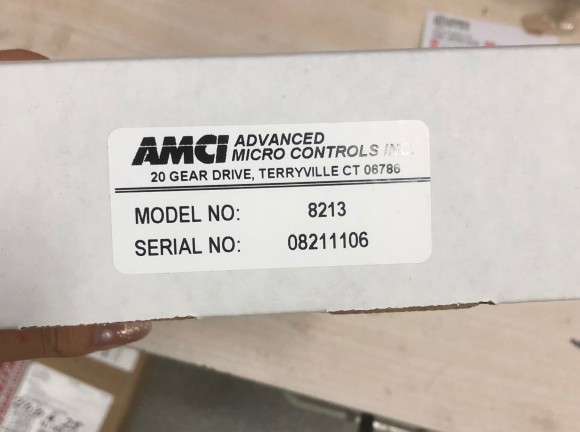 AMCI ADVANCED
MICRO CONTROLS INC.
20 GEAR DRIVE, TERRYVILLE CT 06786
MODEL NO: 8213
SERIAL NO: 08211106